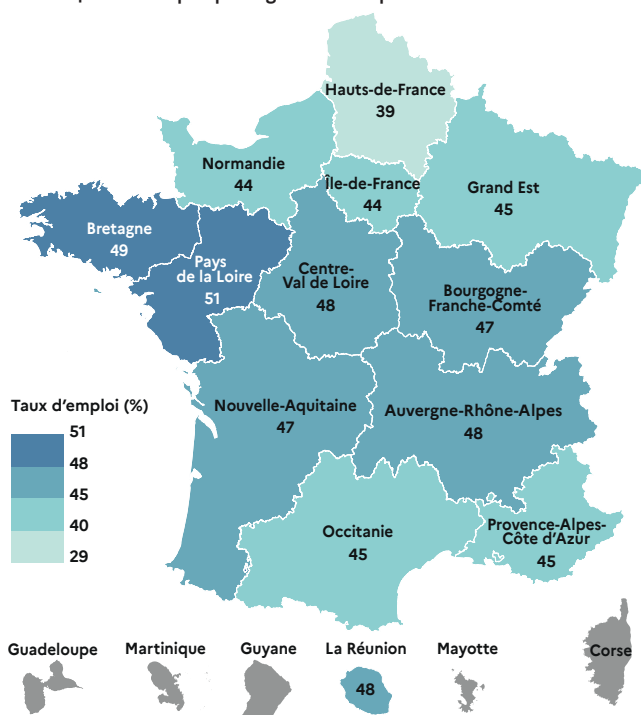 Hauts-de-France
39
Normandie
44
Île-de-France
44
Grand Est
45
Bretagne
49
Pays
de la Loire
51
Centre-
Val de Loire
48
Bourgogne-
Franche-Comté
47
Taux d'emploi (%)
51
48
45
40
29
Nouvelle-Aquitaine
47
Auvergne-Rhône-Alpes
48
Occitanie
45
Provence-Alpes-
Côte d'Azur
45
Guadeloupe
Martinique
Guyane
La Réunion
48
Mayotte
Corse